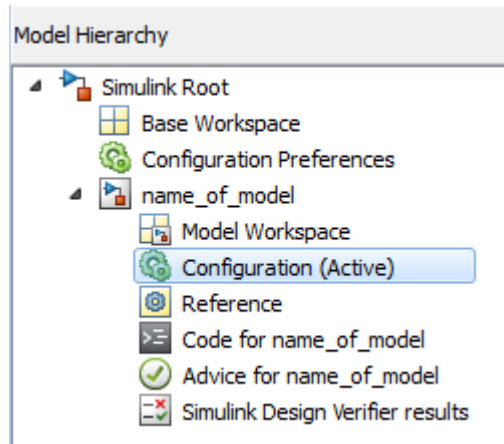 Model Hierarchy
Simulink Root
Base Workspace
Configuration Preferences
name_of_model
Model Workspace
Configuration (Active)
Reference
Code for name_of_model
Advice for name_of_model
Simulink Design Verifier results